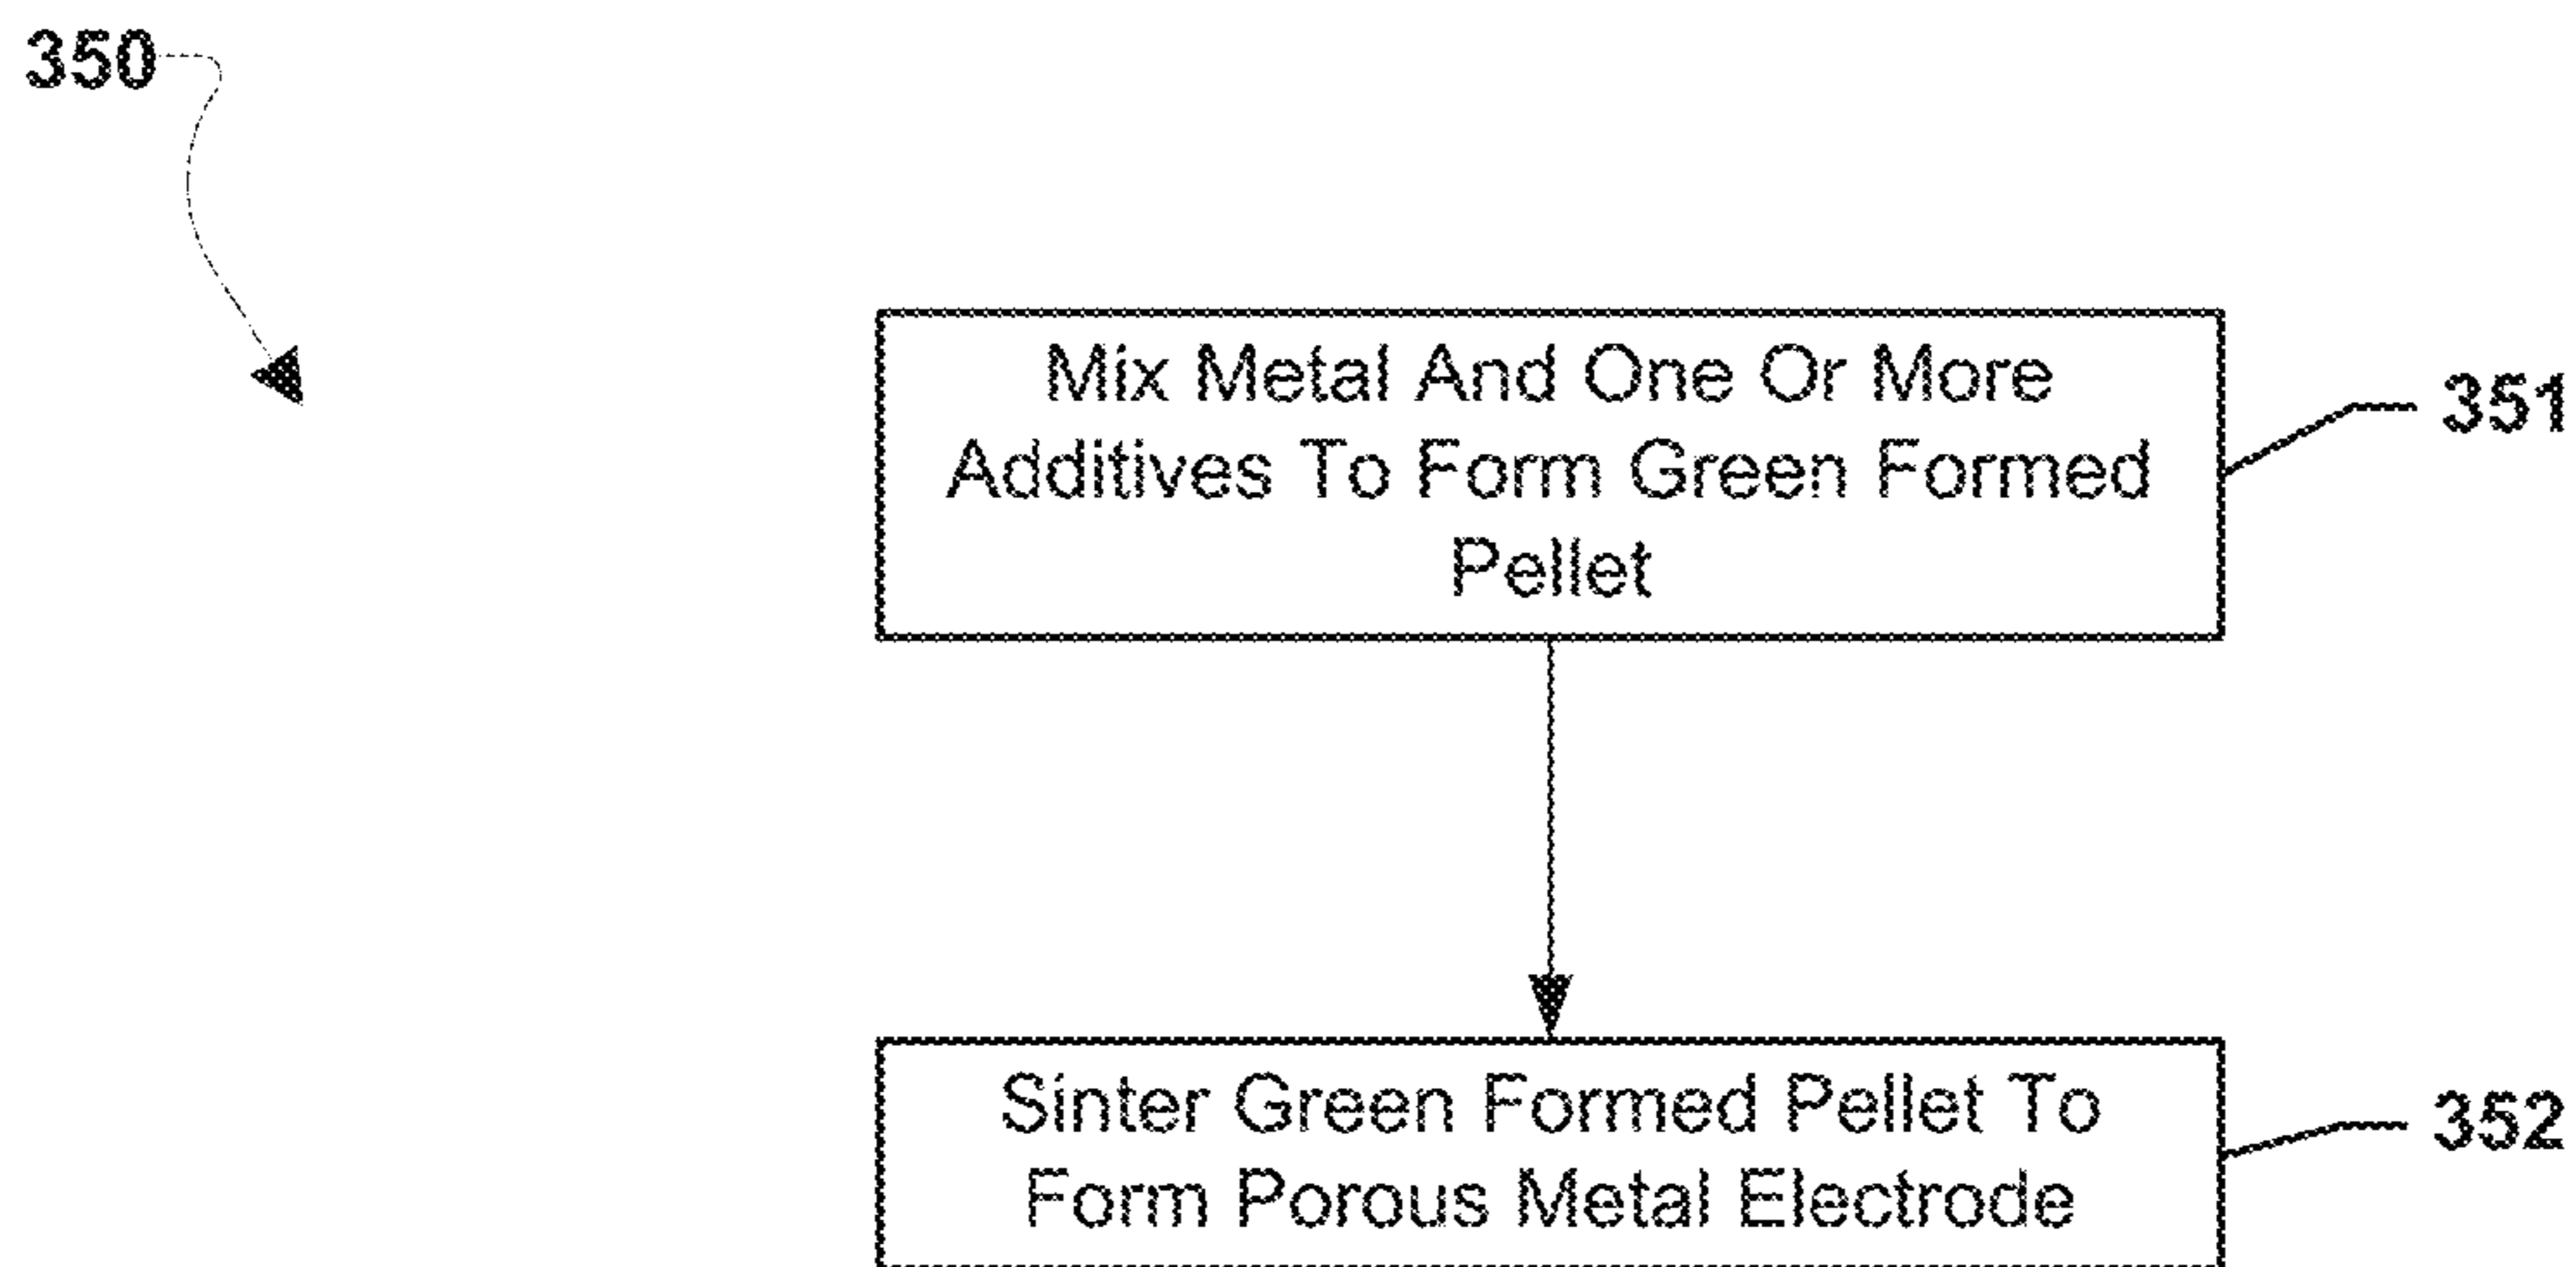 350
Mix Metal And One Or More
Additives To Form Green Formed
Pellet
351
Sinter Green Formed Pellet To
Form Porous Metal Electrode
352